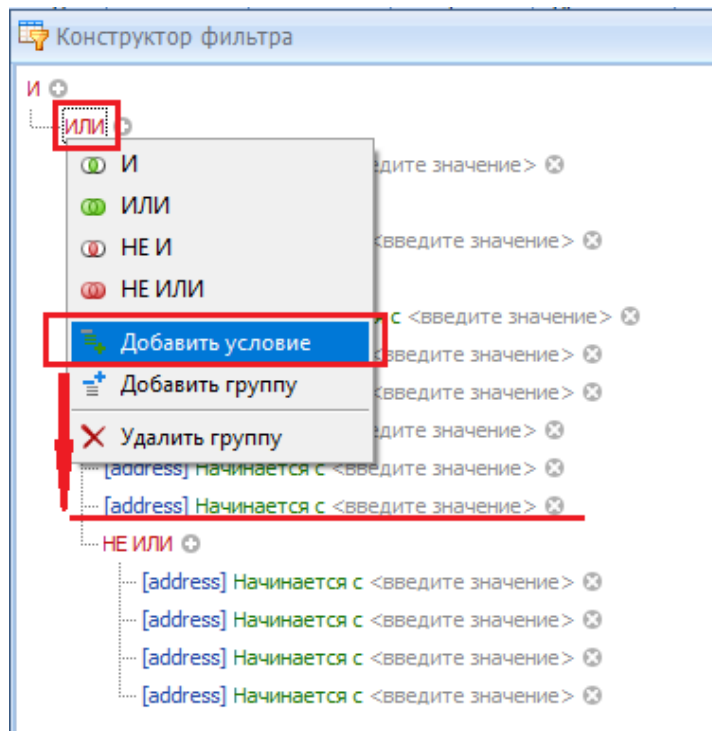 Конструктор фильтра
И
ИЛИ
И
<введите значение>
ИЛИ
НЕ И <введите значение>
НЕ ИЛИ
с <введите значение>
Добавить условие <введите значение>
Добавить группу <введите значение>
Удалить группу значение>
[address] Начинается с <введите значение>
[address] Начинается с <введите значение>
НЕ ИЛИ
[address] Начинается с <введите значение>
[address] Начинается с <введите значение>
[address] Начинается с <введите значение>
[address] Начинается с <введите значение>